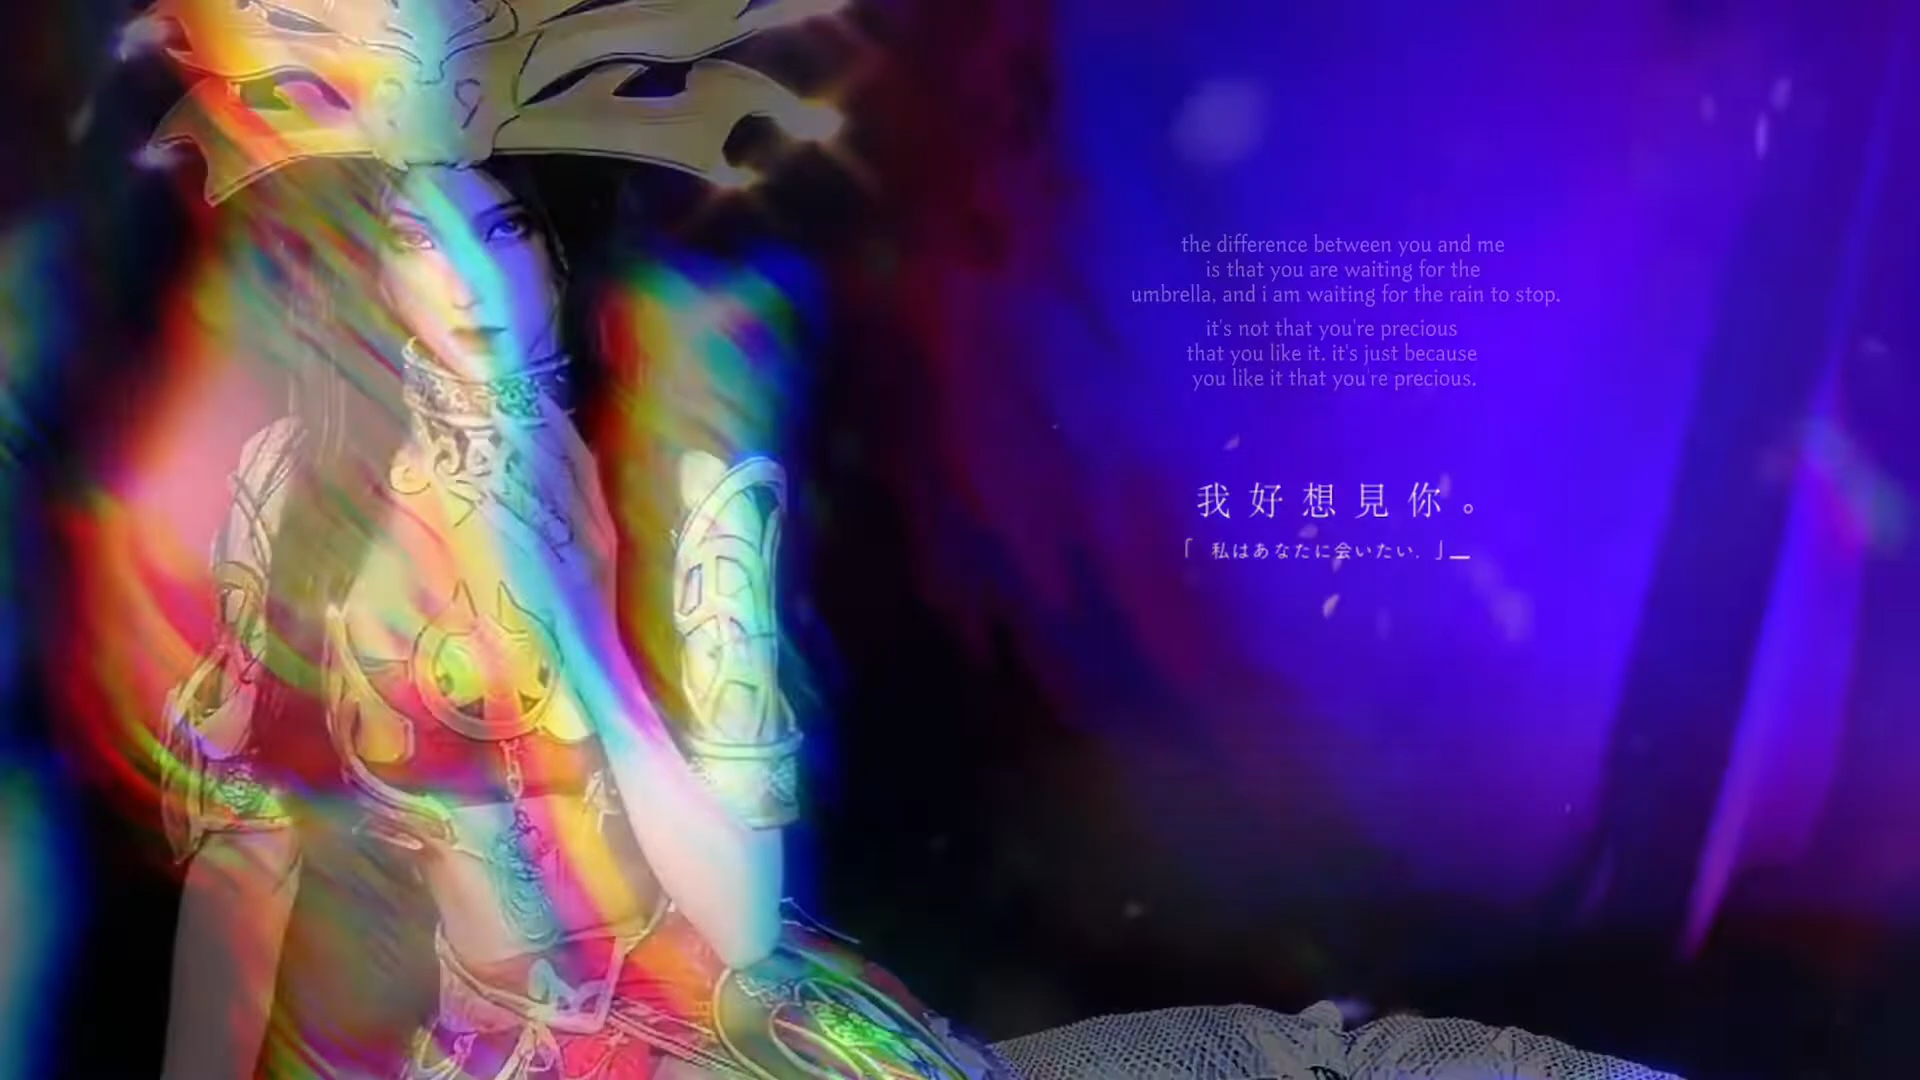 the difference between you and me
is that you are waiting for the
umbrella, and i am waiting for the rain to stop.
it's not that you're precious
that you like it. it's just because
you like it that you're precious.
我好想見你。
「 私はあなたに会いたい. 」